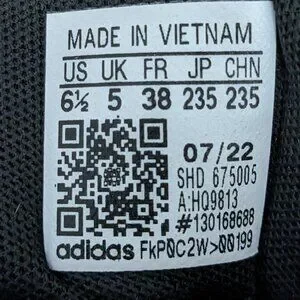 MADE IN VIETNAM
US UK FR JP CHN
6½ 5 38 235 235
07/22
SHD 675005
A:HQ9813
#130168688
adidas FkP0C2W>00199